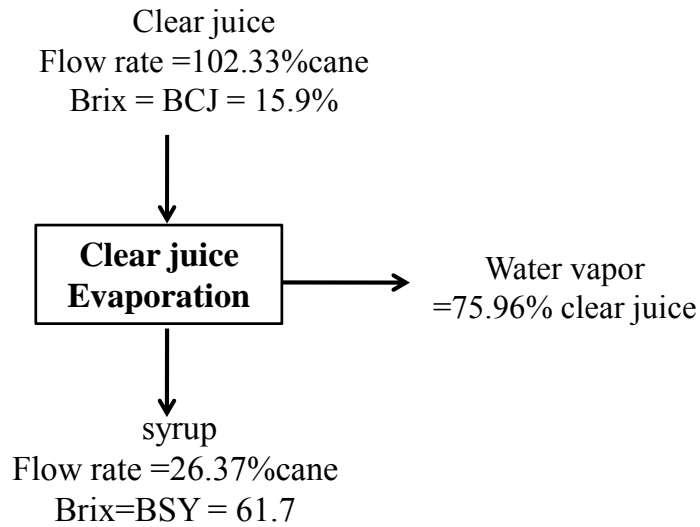 Clear juice
Flow rate =102.33%cane
Brix = BCJ = 15.9%
Clear juice
Evaporation
Water vapor
=75.96% clear juice
syrup
Flow rate =26.37%cane
Brix=BSY = 61.7